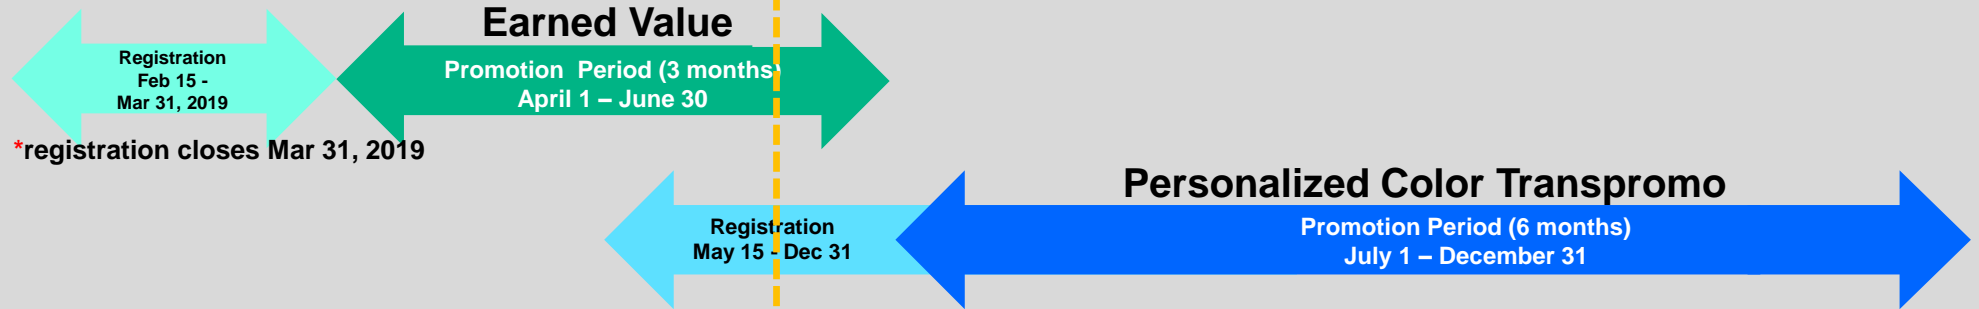 Earned Value
Registration
Feb 15 -
Mar 31, 2019
Promotion Period (3 months)
April 1 – June 30
*registration closes Mar 31, 2019
Personalized Color Transpromo
Registration
May 15 - Dec 31
Promotion Period (6 months)
July 1 – December 31